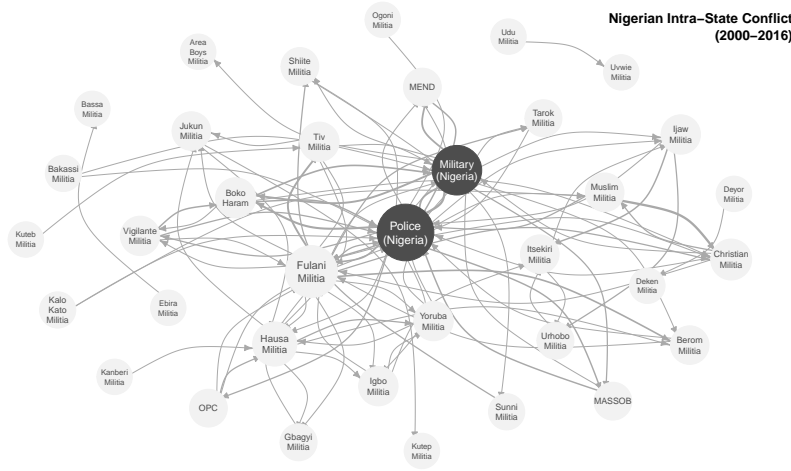 Nigerian Intra–State Conflict
(2000–2016)
Ogoni
Militia
Udu
Militia
Area
Boys
Militia
Shiite
Militia
Uvwie
Militia
MEND
Bassa
Militia
Jukun
Militia
Tiv
Militia
Tarok
Militia
Ijaw
Militia
Military
(Nigeria)
Bakassi
Militia
Boko
Haram
Muslim
Militia
Deyor
Militia
Kuteb
Militia
Vigilante
Militia
Police
(Nigeria)
Itsekiri
Militia
Christian
Militia
Fulani
Militia
Deken
Militia
Kalo
Kato
Militia
Ebira
Militia
Yoruba
Militia
Hausa
Militia
Urhobo
Militia
Berom
Militia
Kanberi
Militia
Igbo
Militia
OPC
Sunni
Militia
MASSOB
Gbagyi
Militia
Kutep
Militia